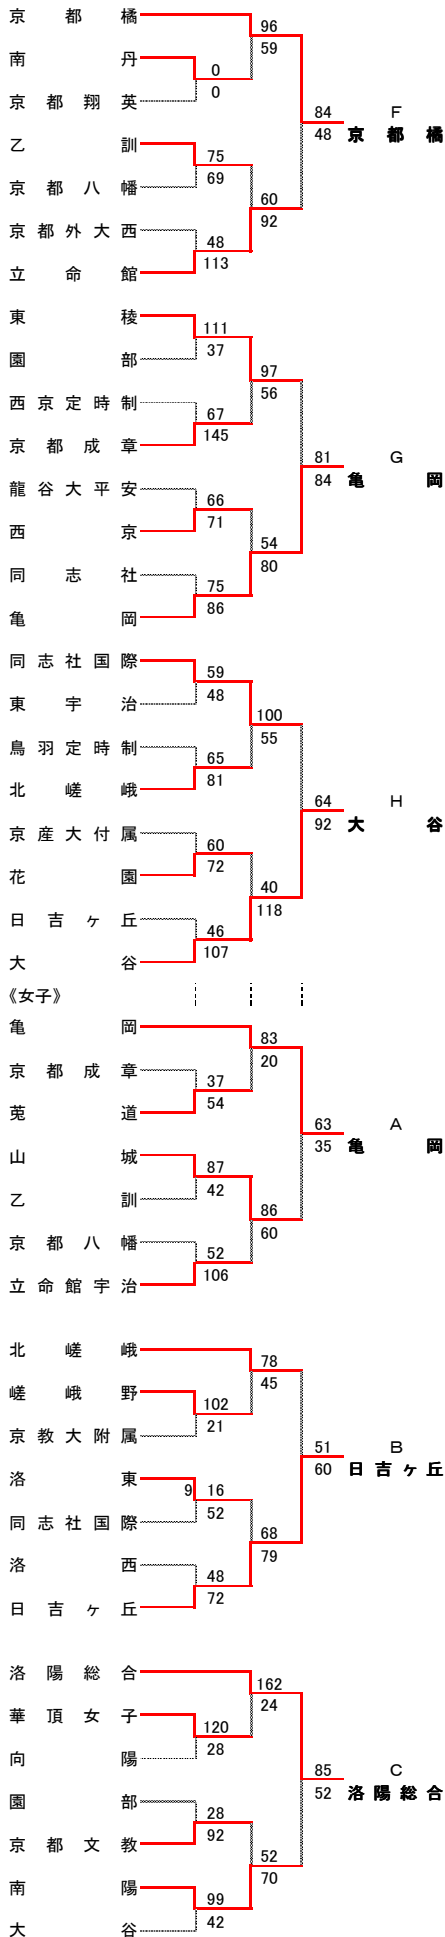 京都橘
96
59
南丹
0
0
京都翔英
84 F
48 京都橘
乙訓
75
69
京都八幡
60
92
京都外大西
48
113
立命館
東稜
111
37
園部
97
56
西京定時制
67
145
京都成章
81 G
84 亀岡
龍谷大平安
66
71
西京
54
80
同志社
75
86
亀岡
同志社国際
59
48
東宇治
100
55
鳥羽定時制
65
81
北嵯峨
64 H
92 大谷
京産大付属
60
72
花園
40
118
日吉ヶ丘
46
107
大谷
《女子》
亀岡
83
20
京都成章
37
54
莵道
63 A
35 亀岡
山城
87
42
乙訓
86
60
京都八幡
52
106
立命館宇治
北嵯峨
78
45
嵯峨野
102
21
京教大附属
51 B
60 日吉ヶ丘
洛東
9 16
52
同志社国際
68
79
洛西
48
72
日吉ヶ丘
洛陽総合
162
24
華頂女子
120
28
向陽
85 C
52 洛陽総合
園部
28
92
京都文教
52
70
南陽
99
42
大谷